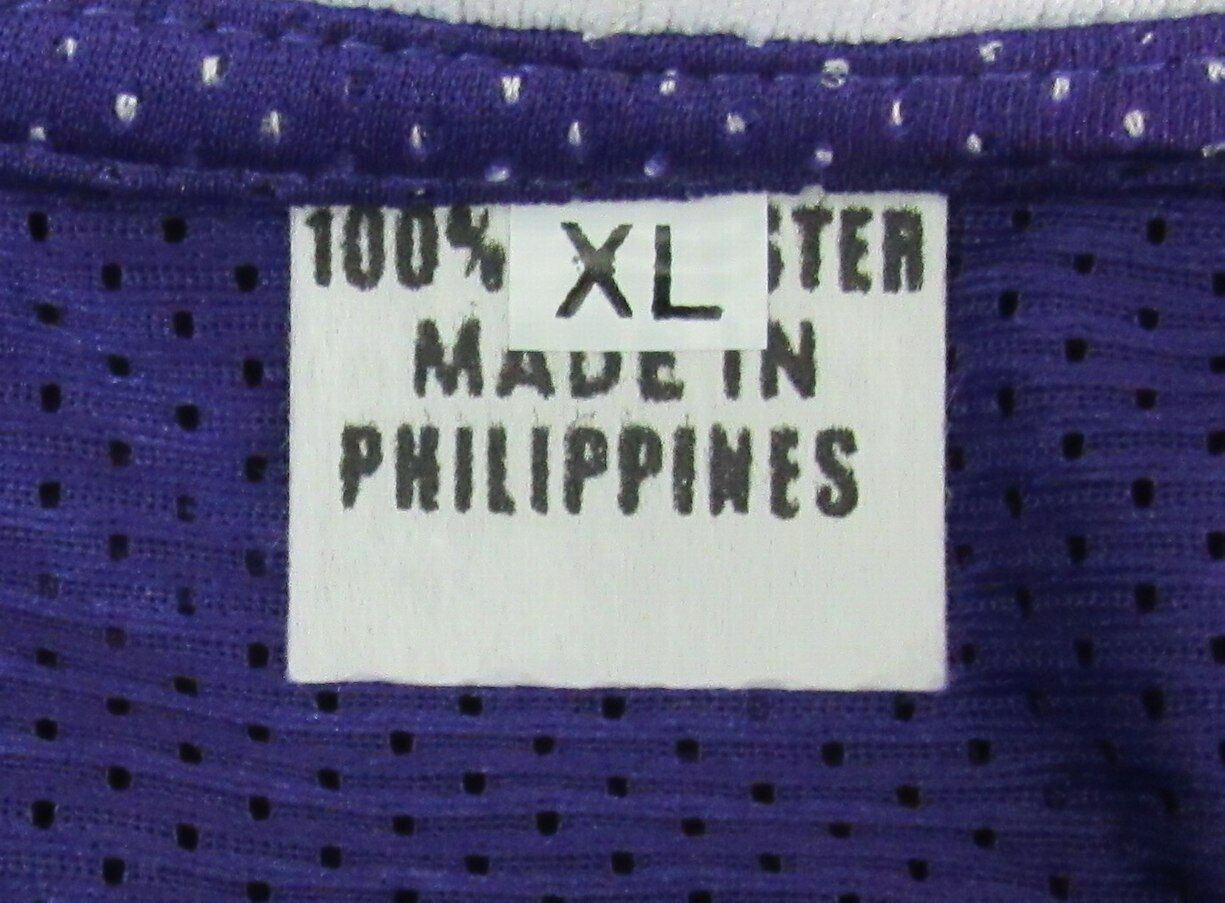 100% XL STER
MADE IN
PHILIPPINES